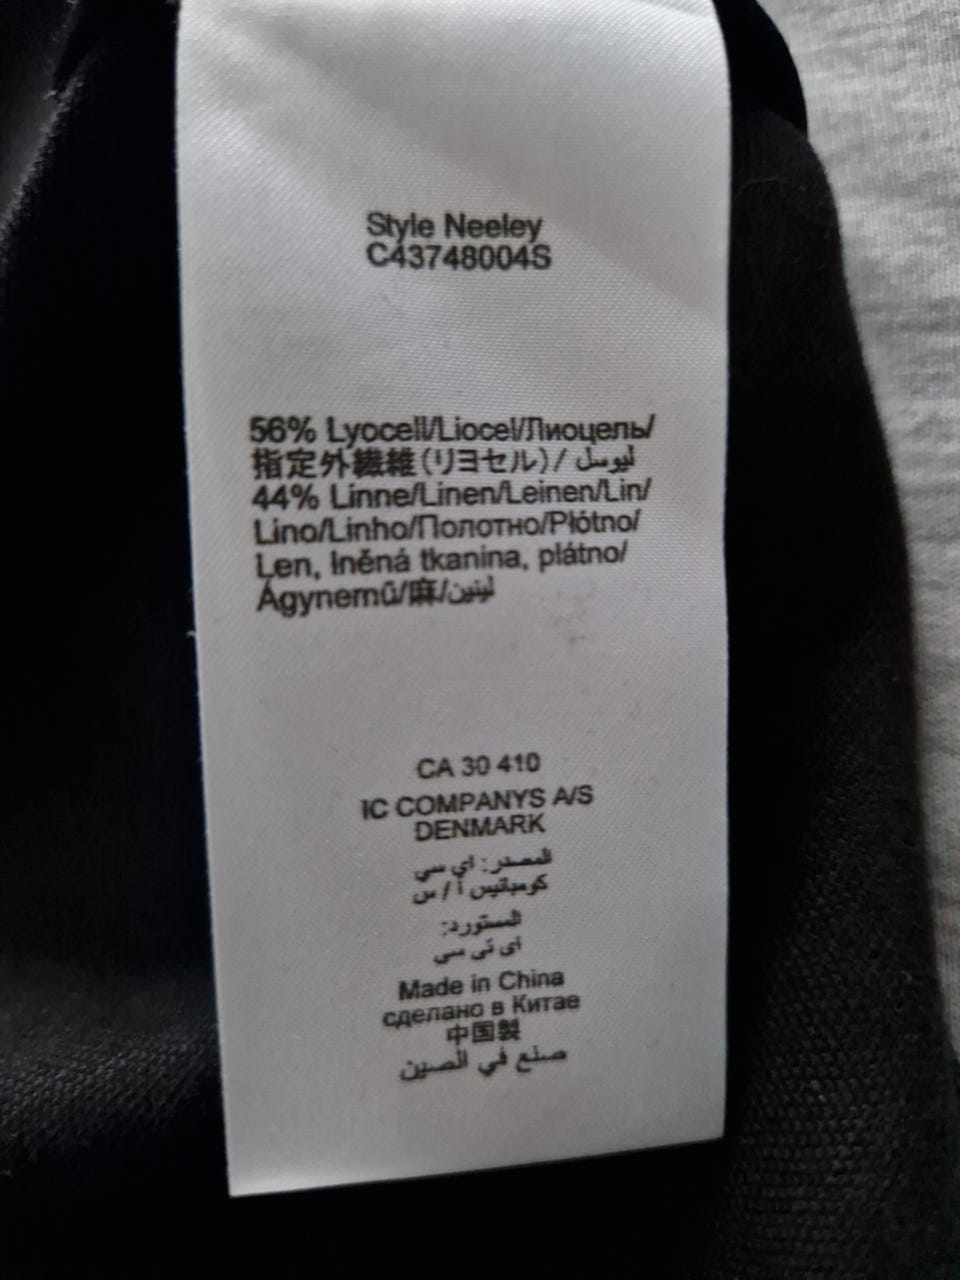 Style Neeley
C43748004S
56% Lyocell/Liocel/Лиоцель/
指定外繊維(リヨセル)/ ليوسل
44% Linne/Linen/Leinen/Lin/
Lino/Linho/Полотно/Płótno/
Len, lněná tkanina, plátno/
Ágynemű/麻/لينين
CA 30 410
IC COMPANYS A/S
DENMARK
المصدر: اي سي
كومبانيس أ / س
المستورد:
اي تي سي
Made in China
сделано в Китае
中国製
صنع في الصين